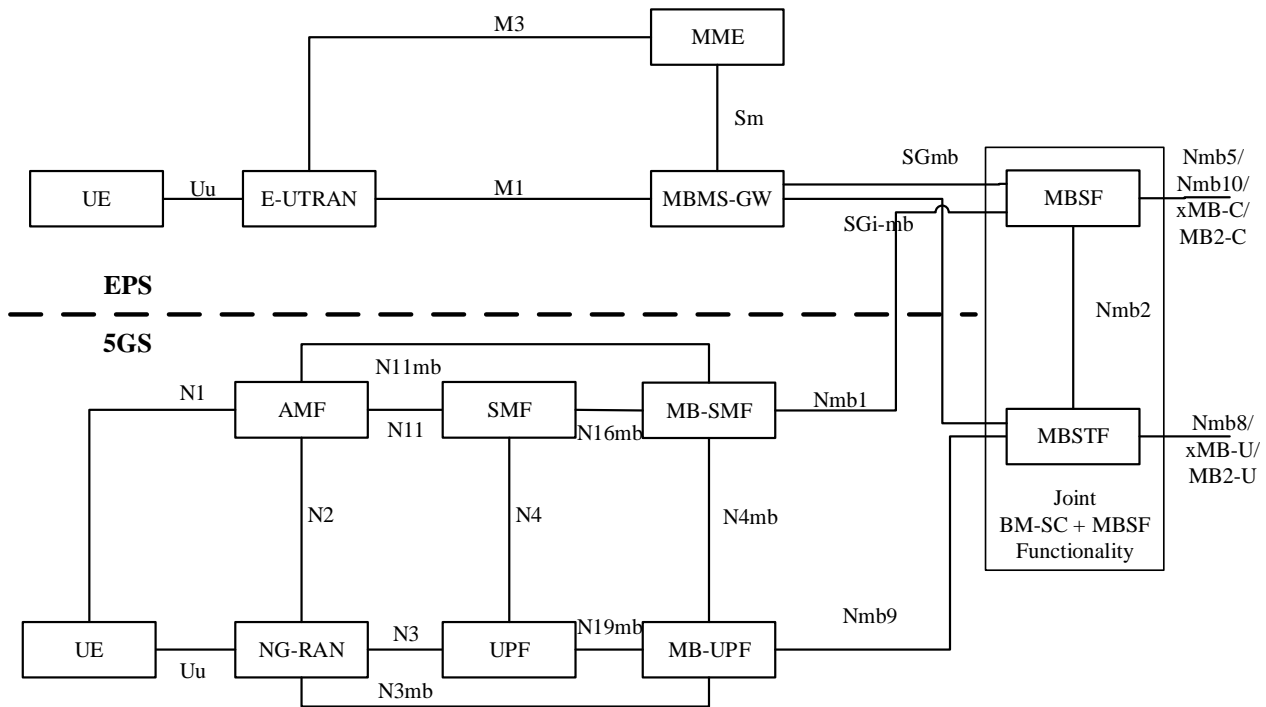 M3
MME
Sm
SGmb
Nmb5/
Nmb10/
xMB-C/
MB2-C
UE
Uu
E-UTRAN
M1
MBMS-GW
MBSF
SGi-mb
EPS
Nmb2
5GS
N11mb
N1
AMF
N11
SMF
N16mb
MB-SMF
Nmb1
MBSTF
Nmb8/
xMB-U/
MB2-U
Joint
BM-SC + MBSF
Functionality
N2
N4
N4mb
UE
Uu
NG-RAN
N3
UPF
N19mb
MB-UPF
Nmb9
N3mb